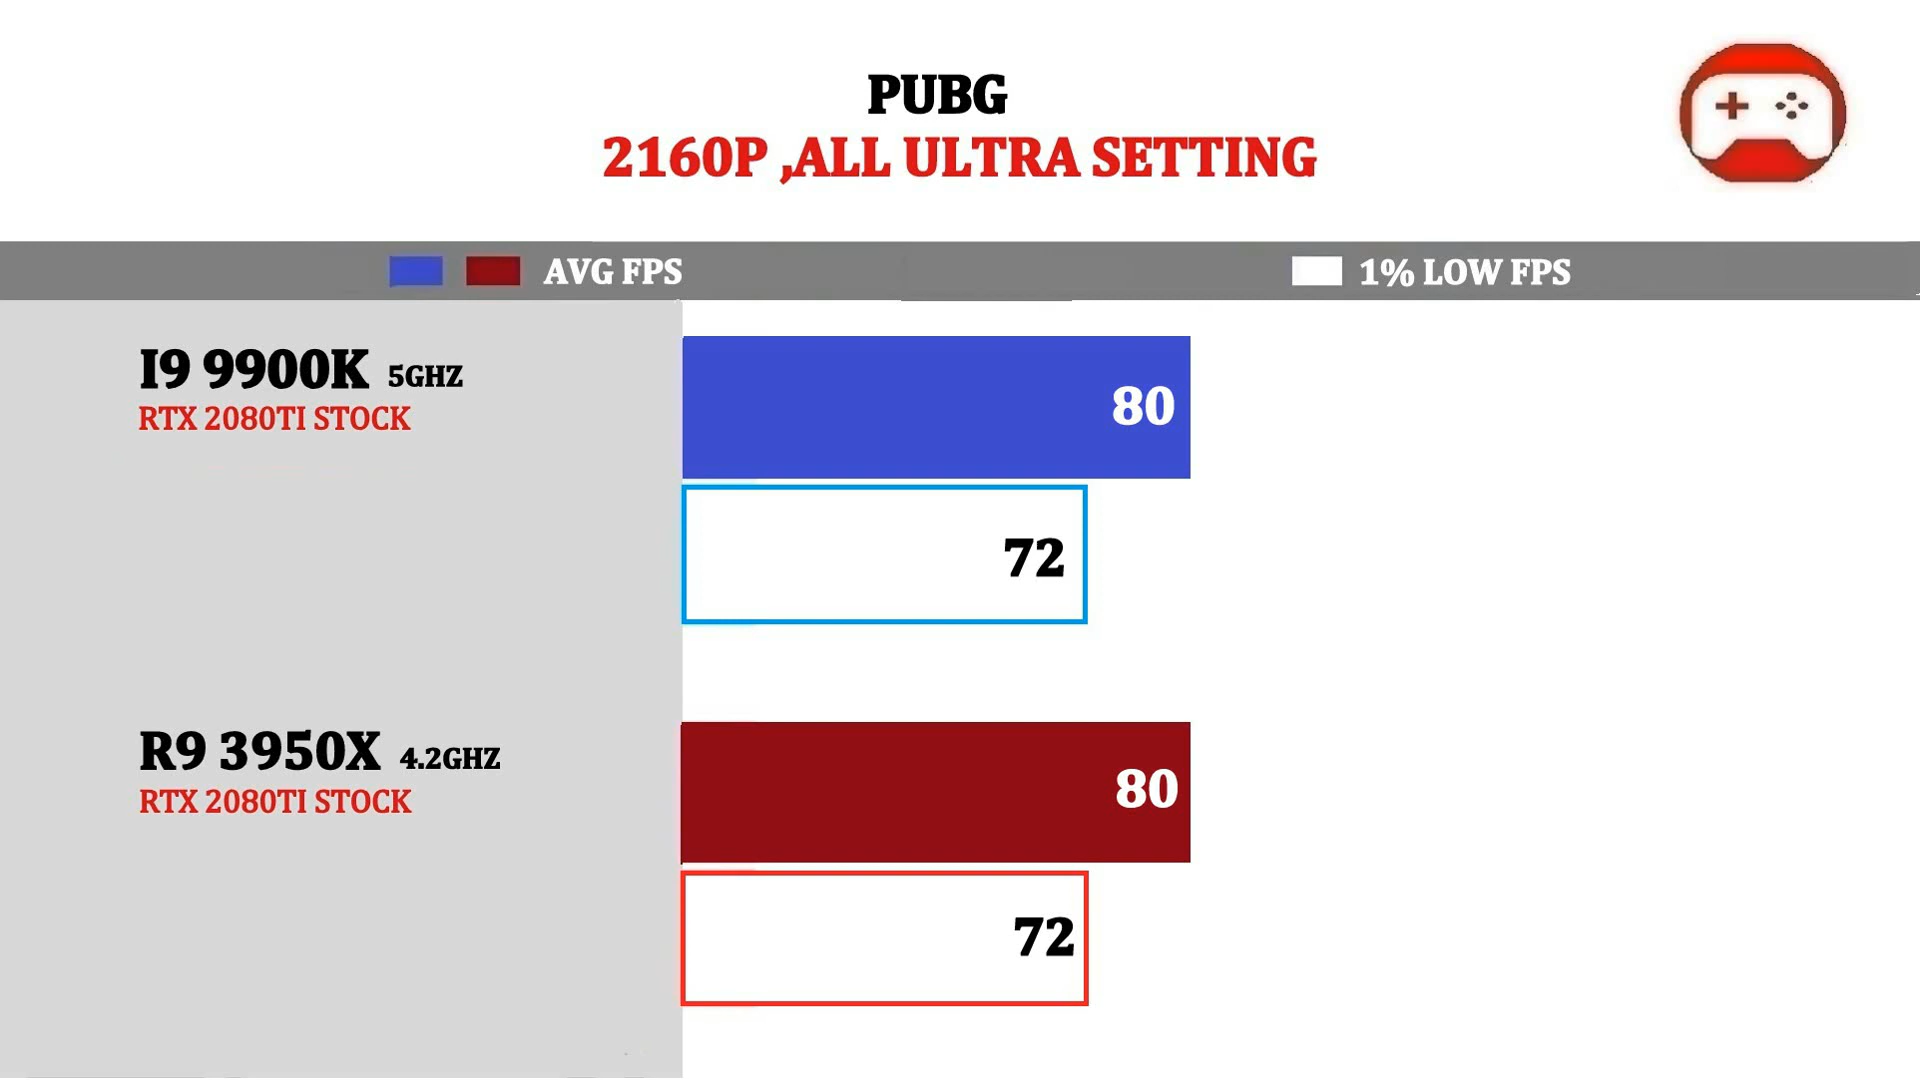 PUBG
2160P ,ALL ULTRA SETTING
AVG FPS
1% LOW FPS
I9 9900K 5GHZ
RTX 2080TI STOCK
80
72
R9 3950X 4.2GHZ
RTX 2080TI STOCK
80
72